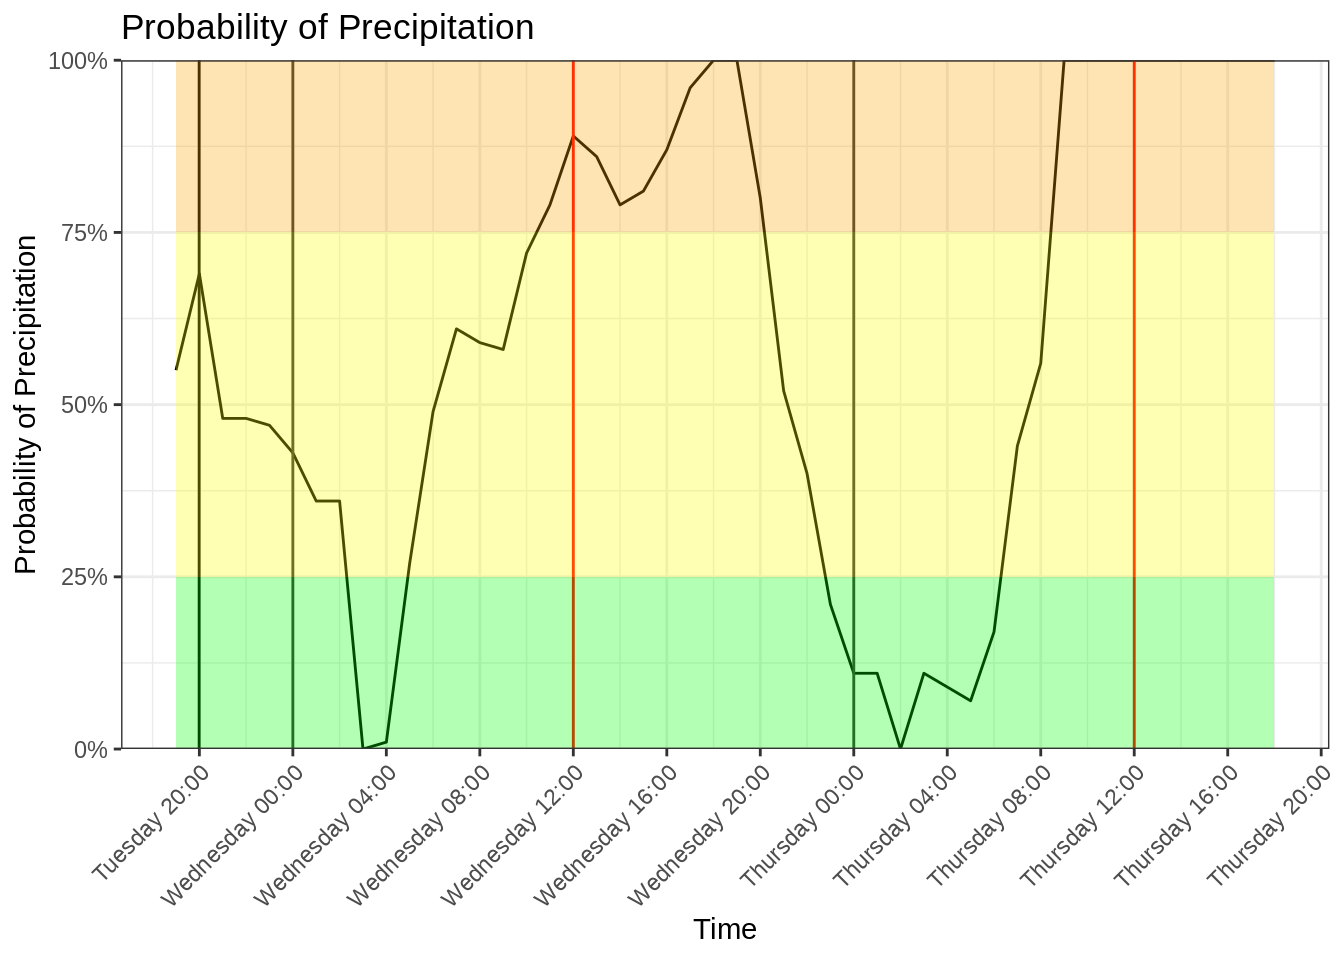 Probability of Precipitation
Probability of Precipitation
100%
75%
50%
25%
0%
Tuesday 20:00
Wednesday 00:00
Wednesday 04:00
Wednesday 08:00
Wednesday 12:00
Wednesday 16:00
Wednesday 20:00
Thursday 00:00
Thursday 04:00
Thursday 08:00
Thursday 12:00
Thursday 16:00
Thursday 20:00
Time